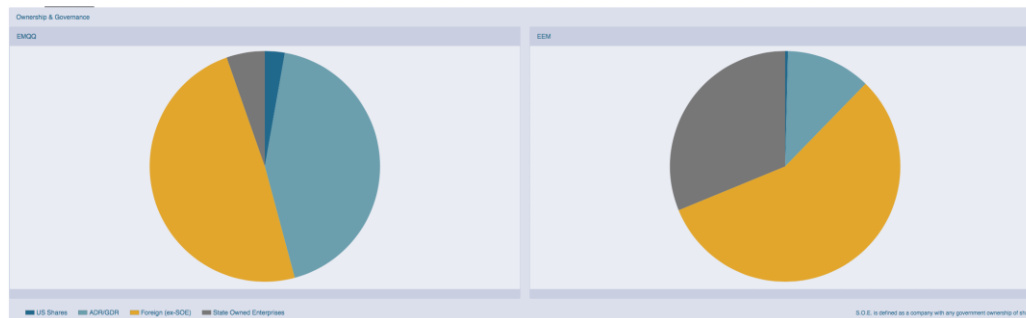 Ownership & Governance
EMQQ
EEM
US Shares ADR/GDR Foreign (ex-SOE) State Owned Enterprises
S.O.E. is defined as a company with any government ownership of